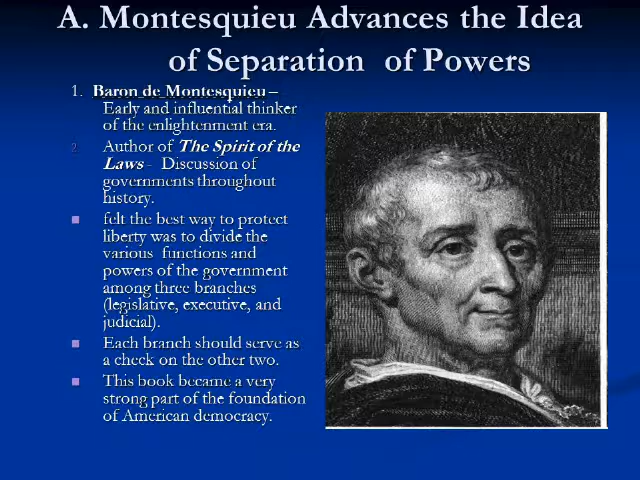 A. Montesquieu Advances the Idea
of Separation of Powers
1. Baron de Montesquieu –
Early and influential thinker
of the enlightenment era.
2. Author of The Spirit of the
Laws - Discussion of
governments throughout
history.
felt the best way to protect
liberty was to divide the
various functions and
powers of the government
among three branches
(legislative, executive, and
judicial).
Each branch should serve as
a check on the other two.
This book became a very
strong part of the foundation
of American democracy.